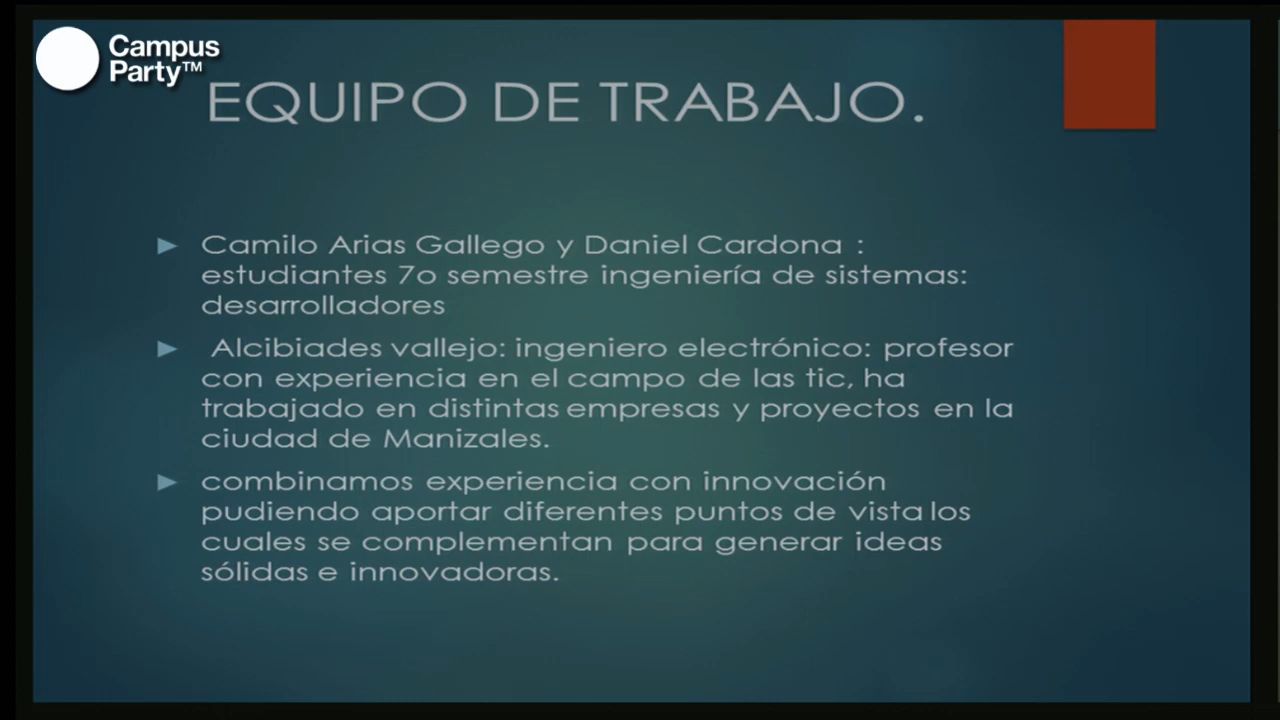 Campus
Party™
EQUIPO DE TRABAJO.
Camilo Arias Gallego y Daniel Cardona :
estudiantes 7o semestre ingeniería de sistemas:
desarrolladores
Alcibiades vallejo: ingeniero electrónico: profesor
con experiencia en el campo de las tic, ha
trabajado en distintas empresas y proyectos en la
ciudad de Manizales.
combinamos experiencia con innovación
pudiendo aportar diferentes puntos de vista los
cuales se complementan para generar ideas
sólidas e innovadoras.